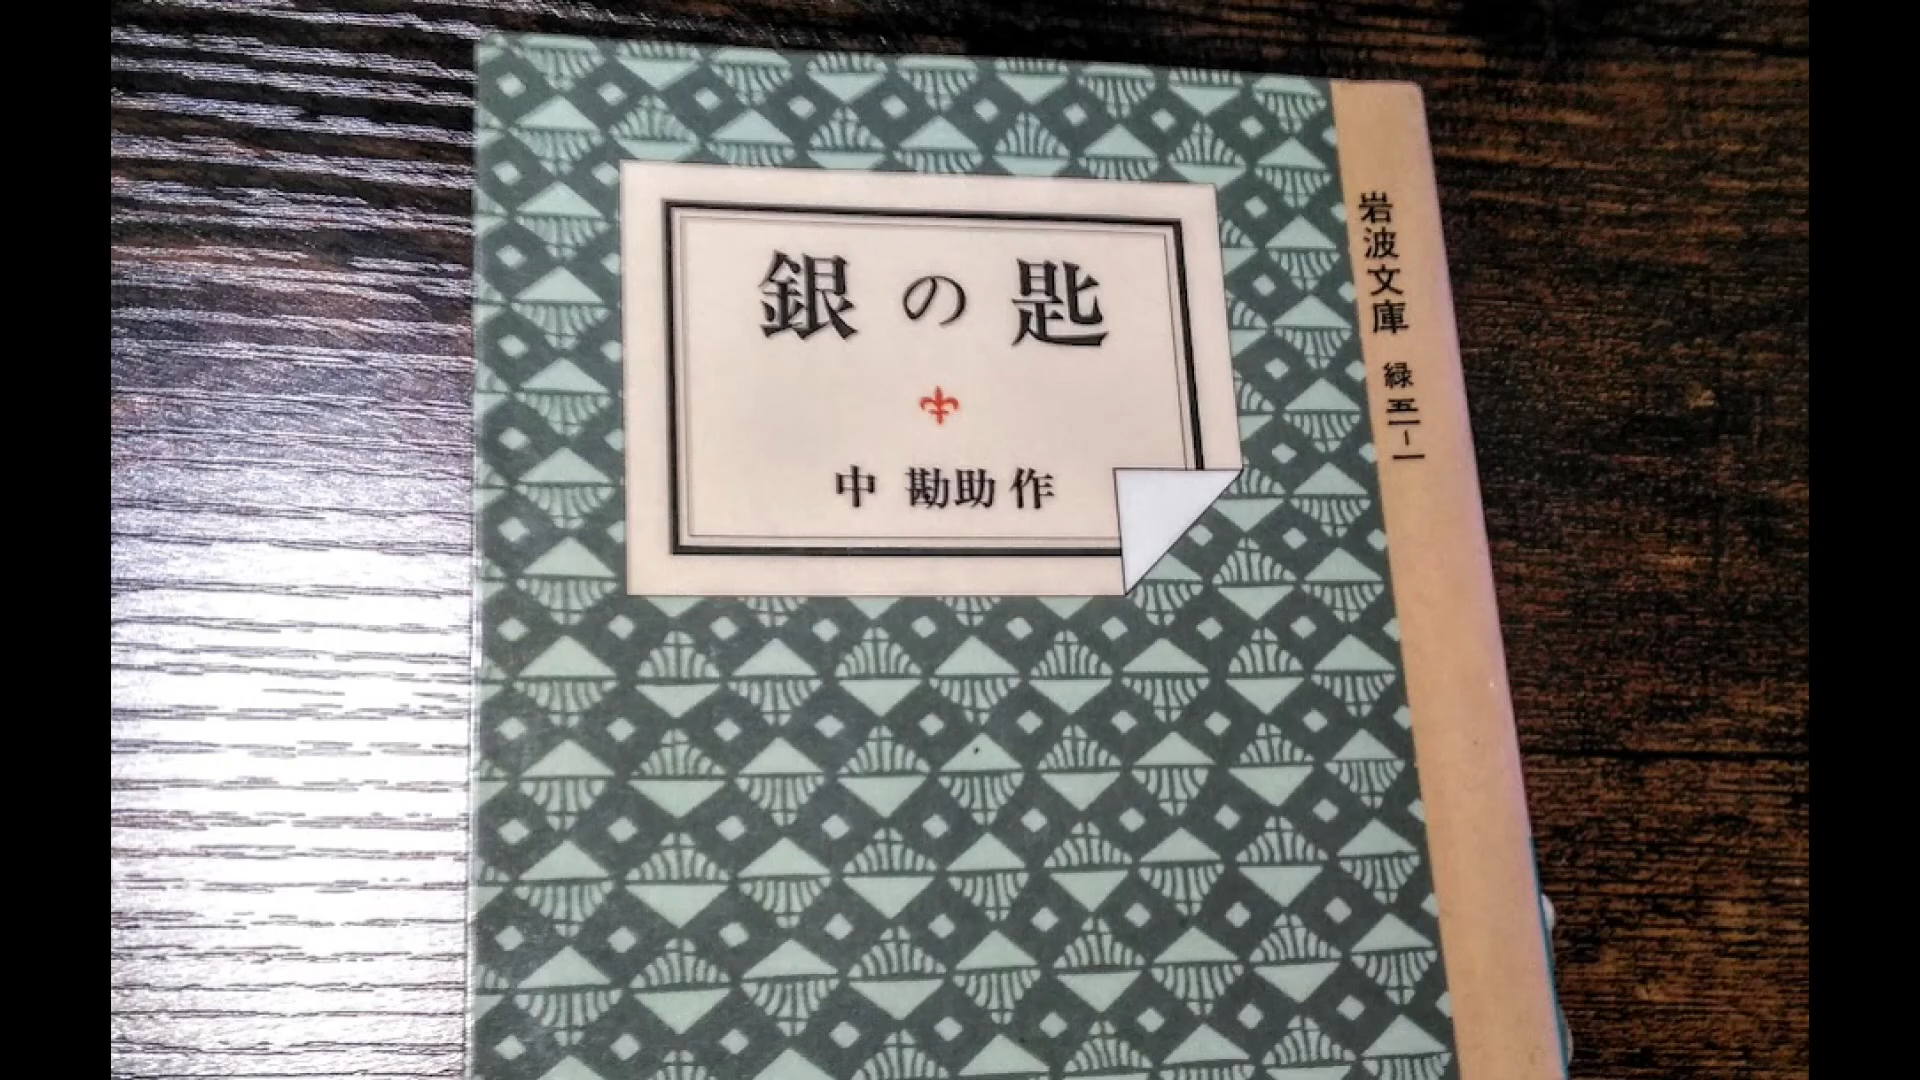 銀の匙
中 勘助 作
岩波文庫 緑五一-一